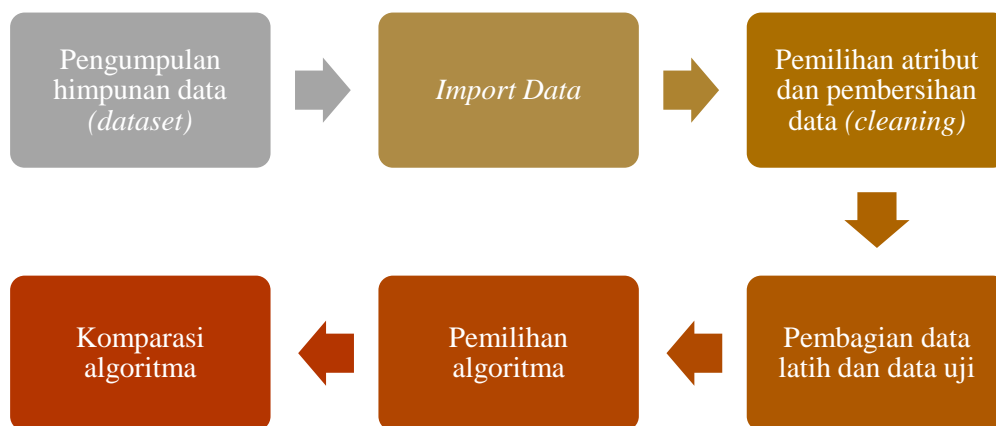 Pengumpulan
himpunan data
(dataset)
Import Data
Pemilihan atribut
dan pembersihan
data (cleaning)
Pembagian data
latih dan data uji
Pemilihan
algoritma
Komparasi
algoritma